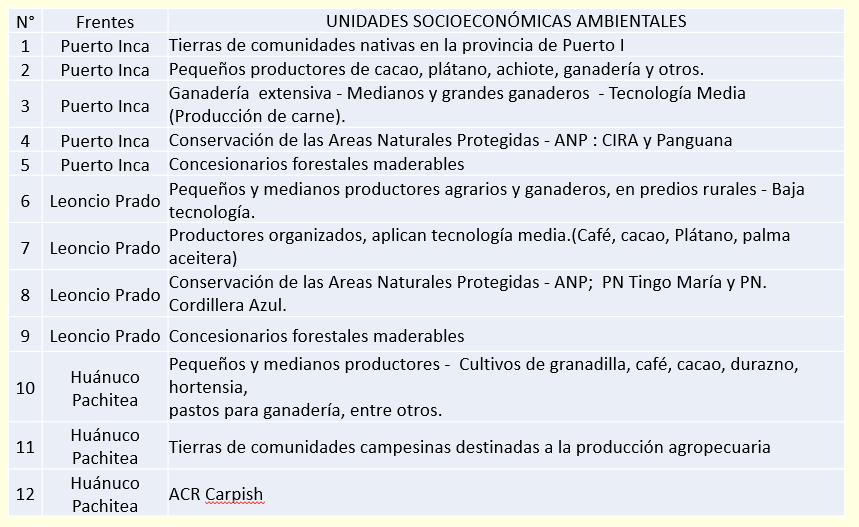 N° Frentes UNIDADES SOCIOECONÓMICAS AMBIENTALES
1 Puerto Inca Tierras de comunidades nativas en la provincia de Puerto I
2 Puerto Inca Pequeños productores de cacao, plátano, achiote, ganadería y otros.
3 Puerto Inca Ganadería extensiva - Medianos y grandes ganaderos - Tecnología Media
(Producción de carne).
4 Puerto Inca Conservación de las Areas Naturales Protegidas - ANP : CIRA y Panguana
5 Puerto Inca Concesionarios forestales maderables
6 Leoncio Prado Pequeños y medianos productores agrarios y ganaderos, en predios rurales - Baja
tecnología.
7 Leoncio Prado Productores organizados, aplican tecnología media.(Café, cacao, Plátano, palma
aceitera)
8 Leoncio Prado Conservación de las Areas Naturales Protegidas - ANP; PN Tingo María y PN.
Cordillera Azul.
9 Leoncio Prado Concesionarios forestales maderables
10 Huánuco
Pachitea Pequeños y medianos productores - Cultivos de granadilla, café, cacao, durazno,
hortensia,
pastos para ganadería, entre otros.
11 Huánuco
Pachitea Tierras de comunidades campesinas destinadas a la producción agropecuaria
12 Huánuco
Pachitea ACR Carpish